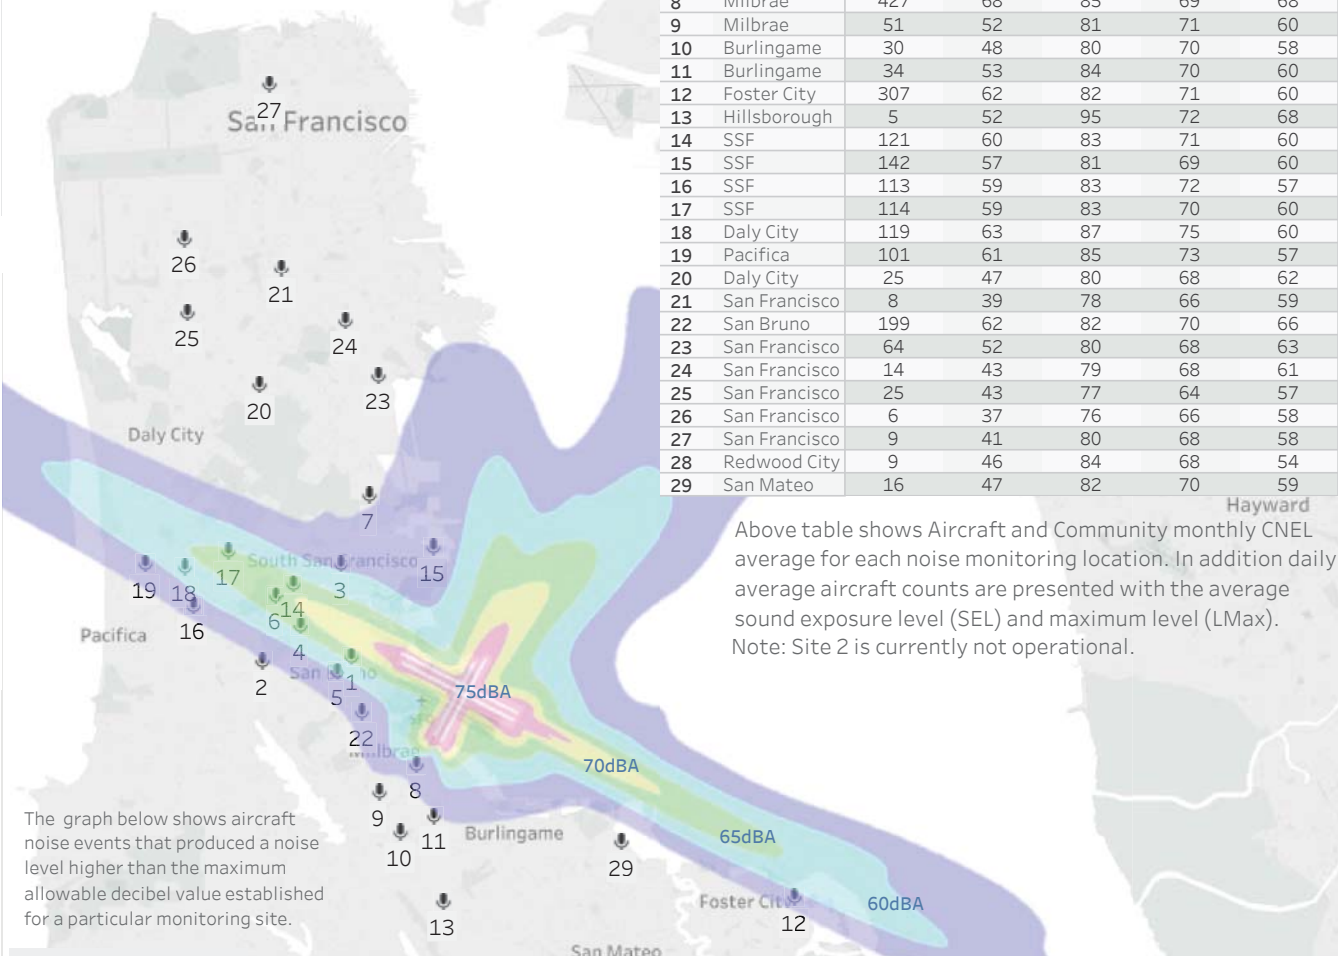 8 Milbrae 427 68 85 69 68
9 Milbrae 51 52 81 71 60
10 Burlingame 30 48 80 70 58
11 Burlingame 34 53 84 70 60
12 Foster City 307 62 82 71 60
13 Hillsborough 5 52 95 72 68
14 SSF 121 60 83 71 60
15 SSF 142 57 81 69 60
16 SSF 113 59 83 72 57
17 SSF 114 59 83 70 60
18 Daly City 119 63 87 75 60
19 Pacifica 101 61 85 73 57
20 Daly City 25 47 80 68 62
21 San Francisco 8 39 78 66 59
22 San Bruno 199 62 82 70 66
23 San Francisco 64 52 80 68 63
24 San Francisco 14 43 79 68 61
25 San Francisco 25 43 77 64 57
26 San Francisco 6 37 76 66 58
27 San Francisco 9 41 80 68 58
28 Redwood City 9 46 84 68 54
29 San Mateo 16 47 82 70 59
Above table shows Aircraft and Community monthly CNEL
average for each noise monitoring location. In addition daily
average aircraft counts are presented with the average
sound exposure level (SEL) and maximum level (LMax).
Note: Site 2 is currently not operational.
27
San Francisco
26
21
25
24
20
23
Daly City
7
Hayward
South San Francisco
15
17
19
18
3
14
6
16
Pacifica
4
2
San
1
5
75dBA
22
70dBA
8
9
11
10
Burlingame
65dBA
29
Foster City
60dBA
12
13
San Mateo
The graph below shows aircraft
noise events that produced a noise
level higher than the maximum
allowable decibel value established
for a particular monitoring site.